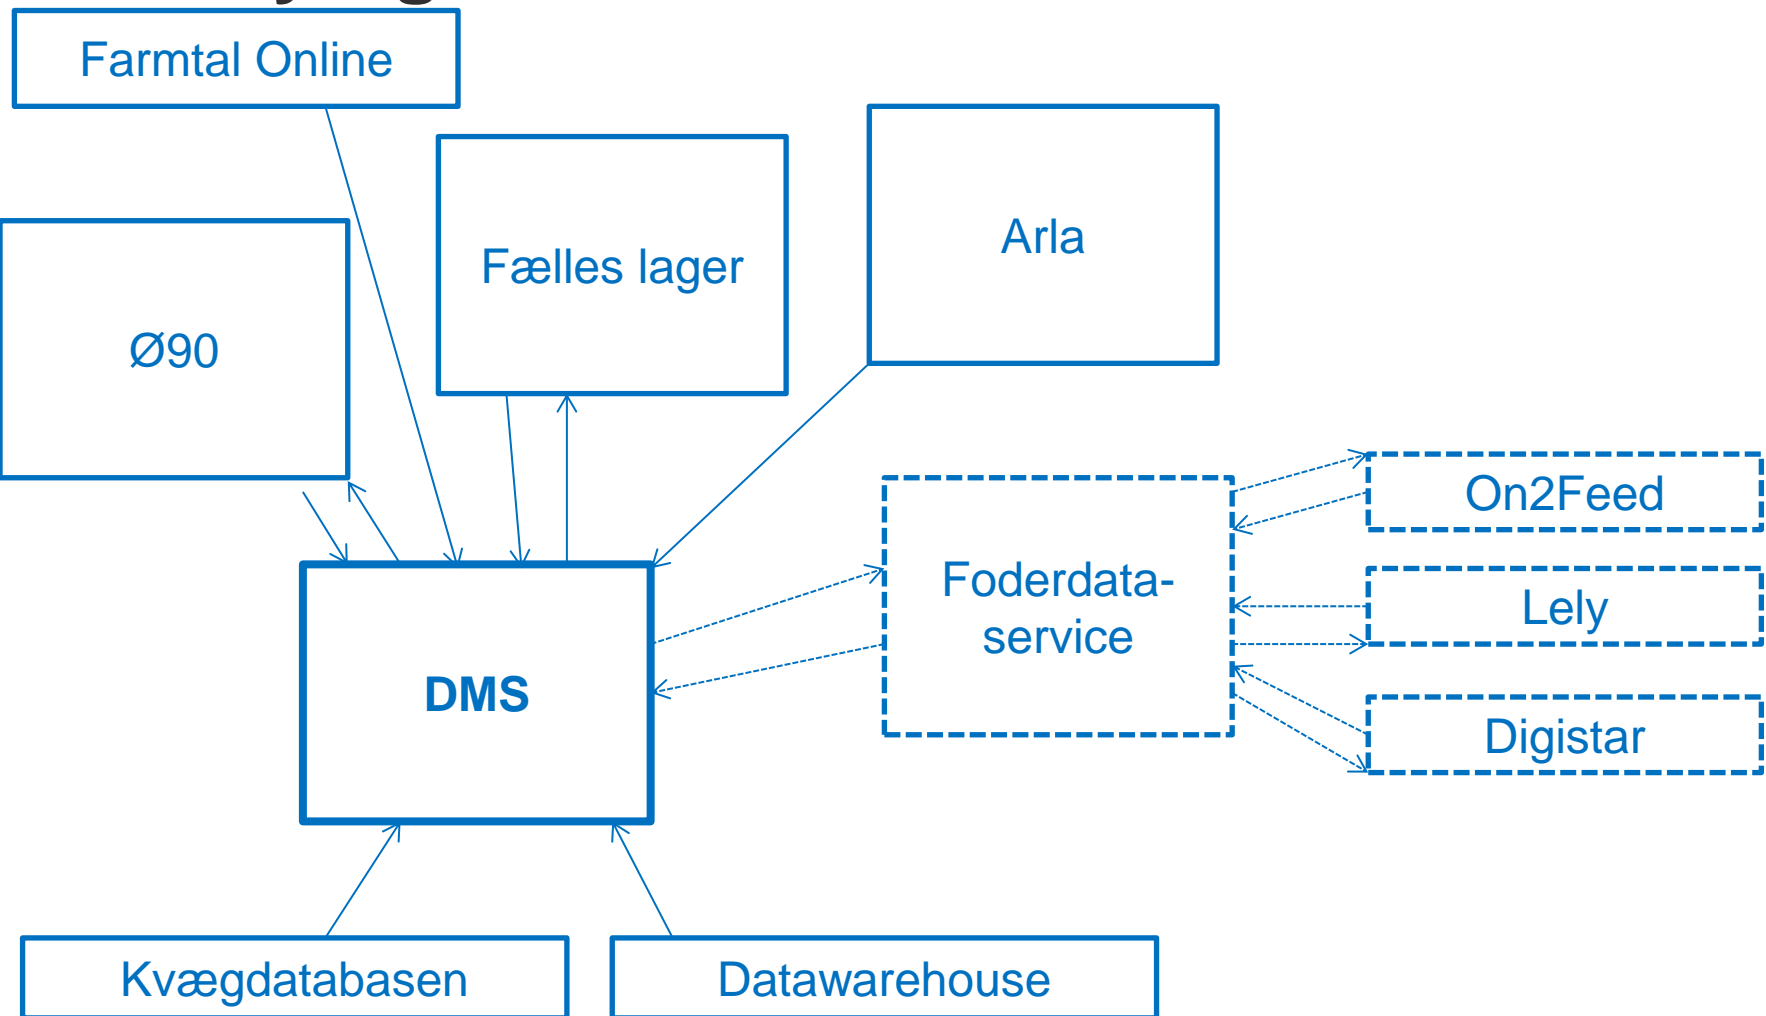 Farmtal Online
Arla
Fælles lager
Ø90
On2Feed
Foderdata-
service
Lely
DMS
Digistar
Kvægdatabasen
Datawarehouse